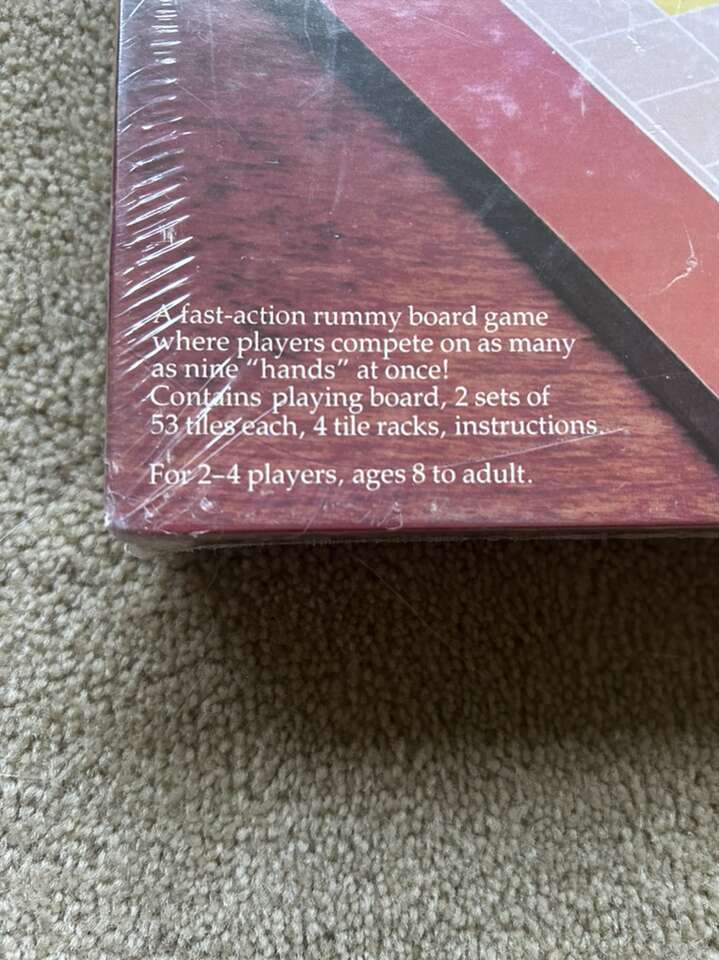 A fast-action rummy board game
where players compete on as many
as nine “hands” at once!
Contains playing board, 2 sets of
53 tiles each, 4 tile racks, instructions.
For 2–4 players, ages 8 to adult.